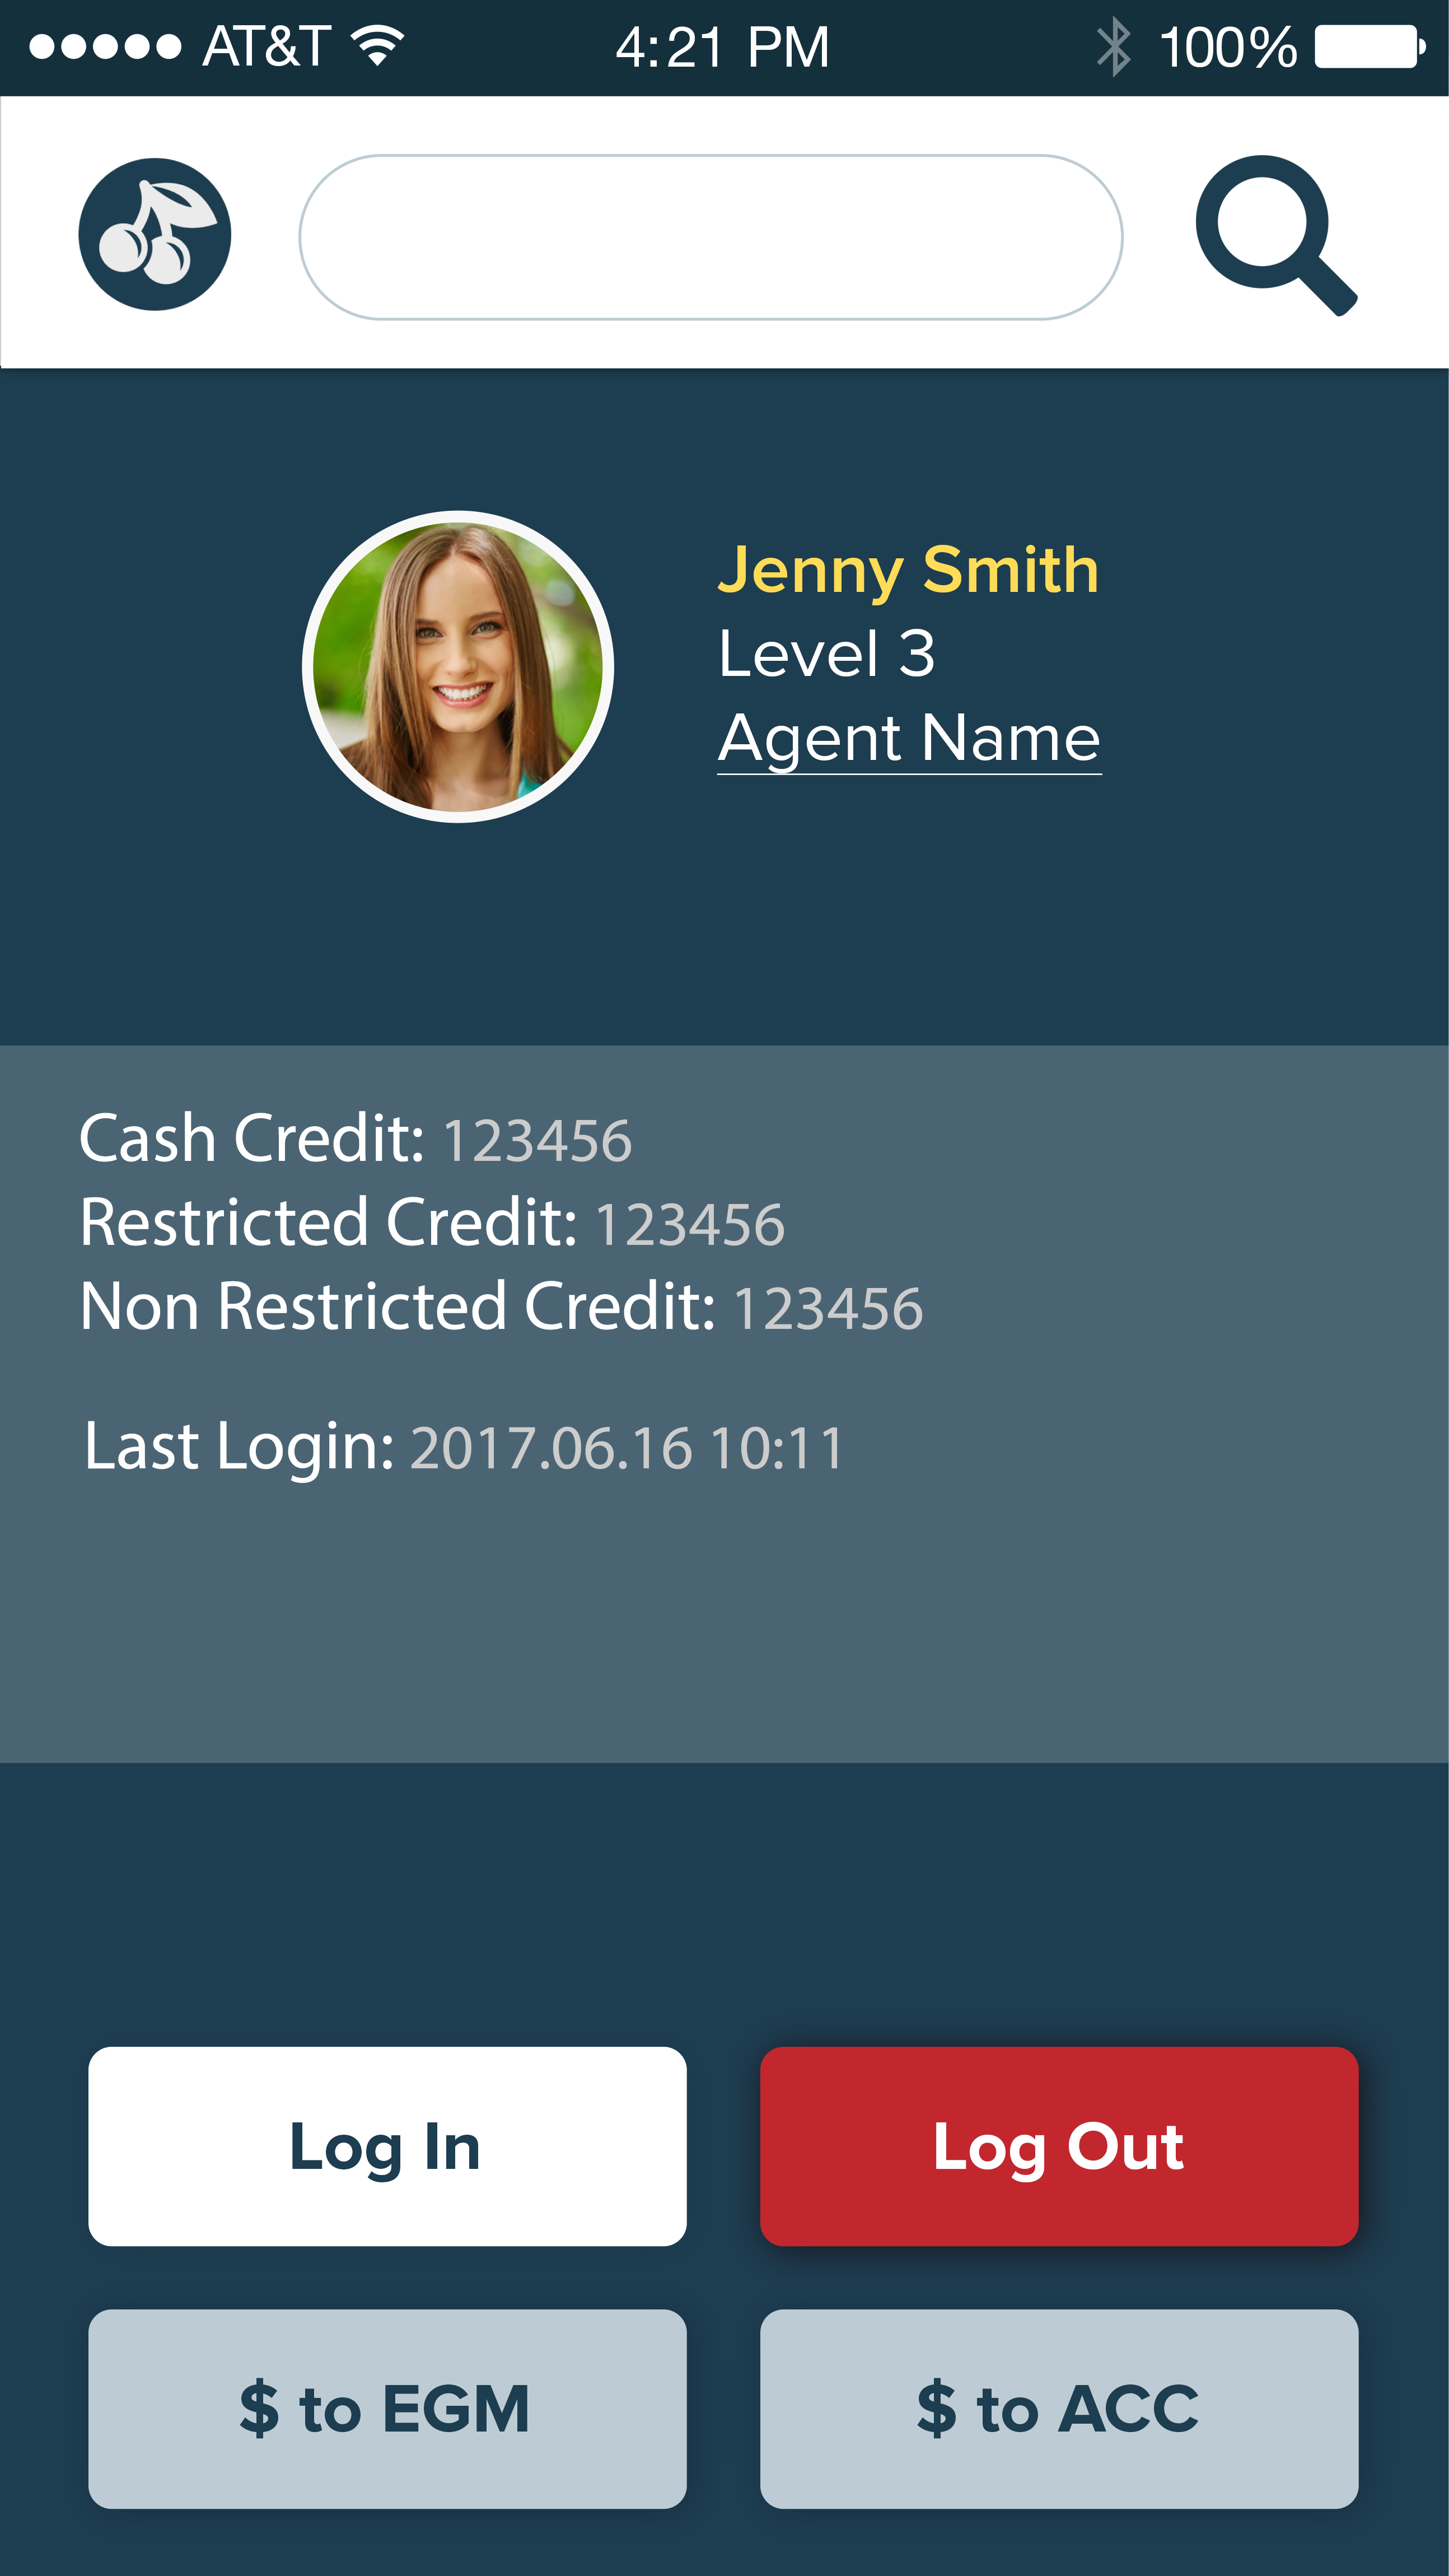 AT&T 4:21 PM 100%
Jenny Smith
Level 3
Agent Name
Cash Credit: 123456
Restricted Credit: 123456
Non Restricted Credit: 123456
Last Login: 2017.06.16 10:11
Log In Log Out
$ to EGM $ to ACC